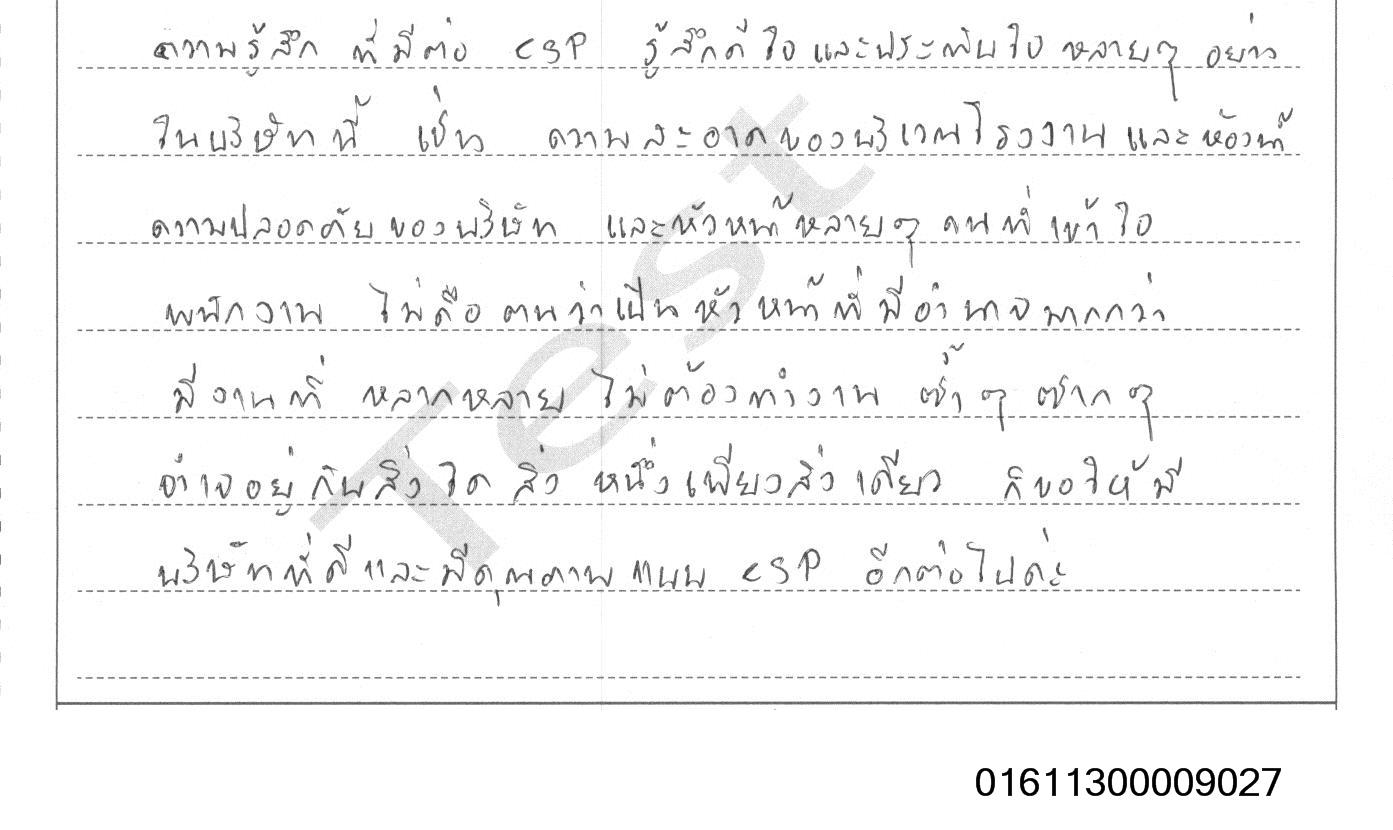 ความรู้สึก ที่มีต่อ CSP รู้สึกดีใจและประทับใจหลายๆ อย่าง
ในบริษัทนี้ เช่น ความสะอาดของบริเวณโรงงานและห้องน้ำ
ความปลอดภัยของบริษัท และหัวหน้าหลายๆ คนที่เข้าใจ
พนักงาน ไม่ถือตนว่าเป็นหัวหน้าที่มีอำนาจมากกว่า
มีงานที่ หลากหลาย ไม่ต้องทำงาน ซ้ำๆ ซากๆ
จำเจอยู่กับสิ่งใด สิ่ง หนึ่งเพียงสิ่งเดียว ก็ขอให้มี
บริษัทที่ดีและมีคุณภาพแบบ CSP อีกต่อไปค่ะ
Test
01611300009027